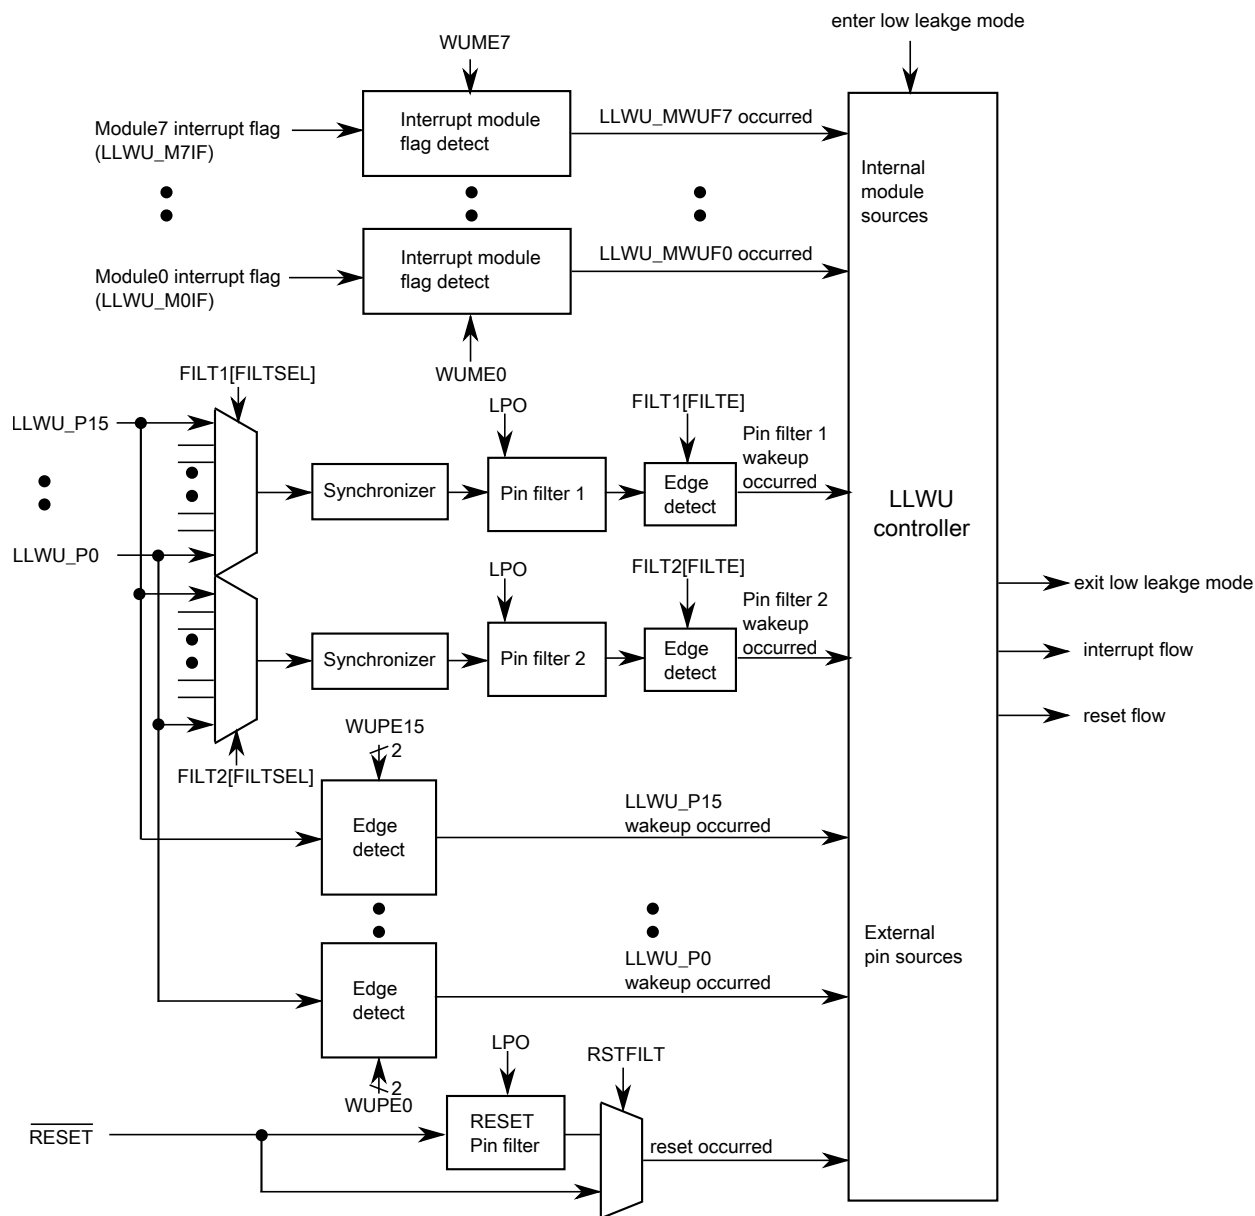 enter low leakge mode
WUME7
Module7 interrupt flag
(LLWU_M7IF)
Interrupt module
flag detect
LLWU_MWUF7 occurred
Internal
module
sources
Module0 interrupt flag
(LLWU_M0IF)
Interrupt module
flag detect
LLWU_MWUF0 occurred
WUME0
FILT1[FILTSEL]
LLWU_P15
LLWU_P0
Synchronizer
LPO
Pin filter 1
FILT1[FILTE]
Edge
detect
Pin filter 1
wakeup
occurred
LLWU
controller
Synchronizer
LPO
Pin filter 2
FILT2[FILTE]
Edge
detect
Pin filter 2
wakeup
occurred
FILT2[FILTSEL]
exit low leakge mode
interrupt flow
reset flow
WUPE15
2
Edge
detect
LLWU_P15
wakeup occurred
Edge
detect
LLWU_P0
wakeup occurred
External
pin sources
2
WUPE0
RESET
LPO
RESET
Pin filter
RSTFILT
reset occurred